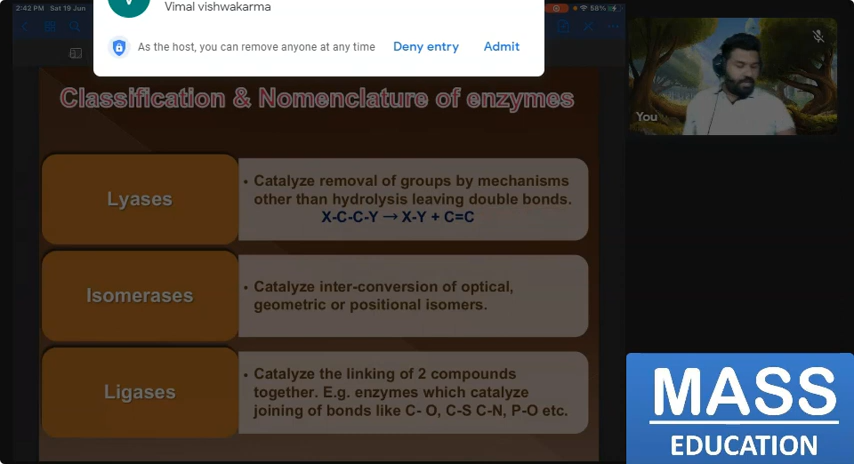 2:42 PM Sat 19 Jun
58%
Vimal vishwakarma
As the host, you can remove anyone at any time
Deny entry
Admit
You
Classification & Nomenclature of enzymes
Lyases
• Catalyze removal of groups by mechanisms
other than hydrolysis leaving double bonds.
X-C-C-Y → X-Y + C=C
Isomerases
• Catalyze inter-conversion of optical,
geometric or positional isomers.
Ligases
• Catalyze the linking of 2 compounds
together. E.g. enzymes which catalyze
joining of bonds like C- O, C-S C-N, P-O etc.
MASS
EDUCATION